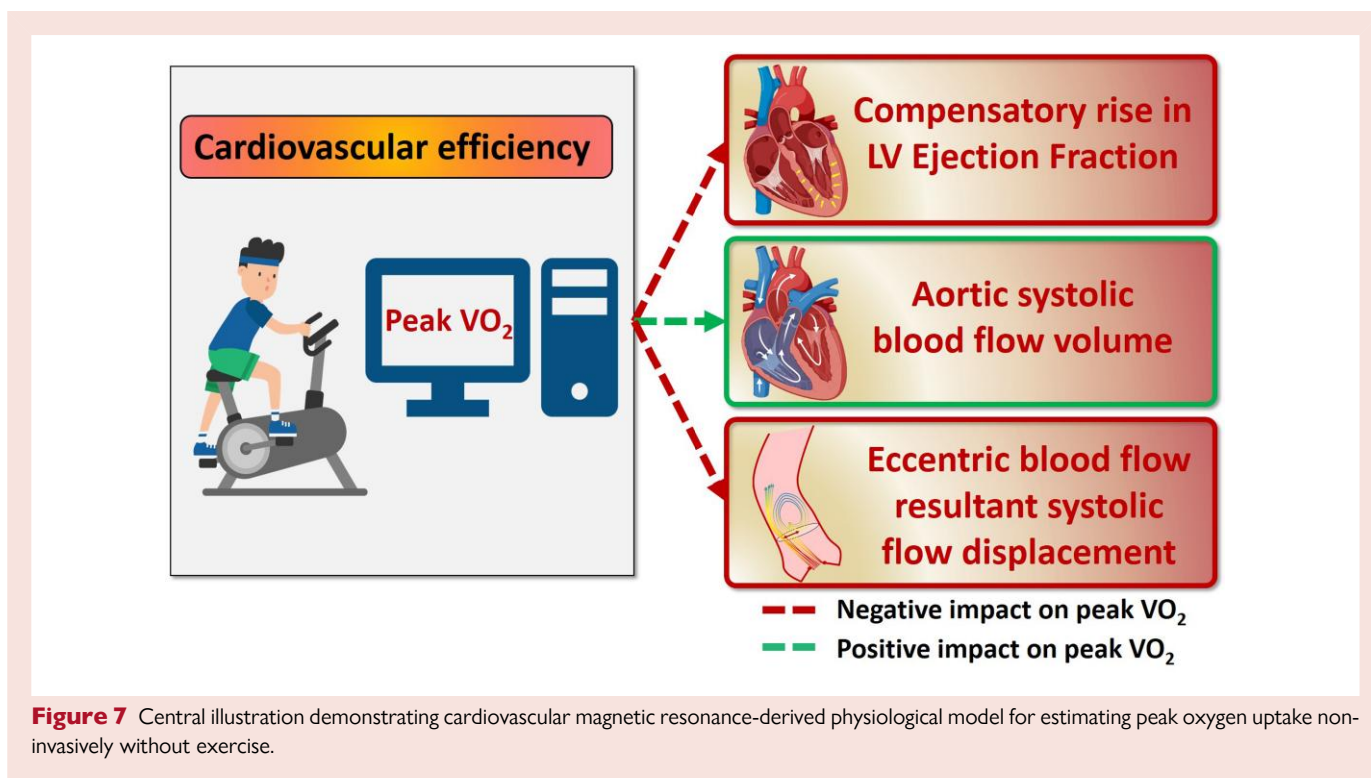 Cardiovascular efficiency
Peak VO₂
Compensatory rise in
LV Ejection Fraction
Aortic systolic
blood flow volume
Eccentric blood flow
resultant systolic
flow displacement
Negative impact on peak VO₂
Positive impact on peak VO₂
Figure 7 Central illustration demonstrating cardiovascular magnetic resonance-derived physiological model for estimating peak oxygen uptake non-
invasively without exercise.